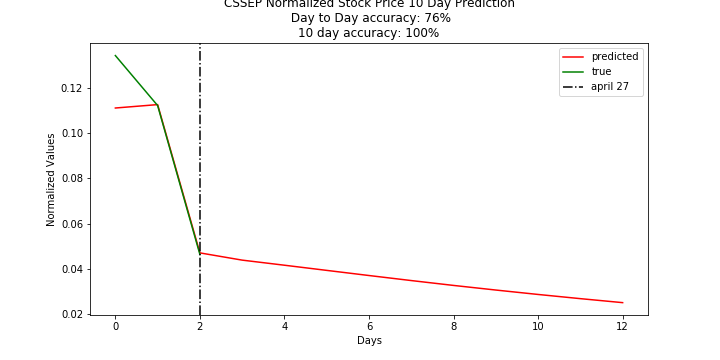 CSSEP Normalized Stock Price 10 Day Prediction
Day to Day accuracy: 76%
10 day accuracy: 100%
predicted
true
april 27
Normalized Values
0.12
0.10
0.08
0.06
0.04
0.02
0 2 4 6 8 10 12
Days